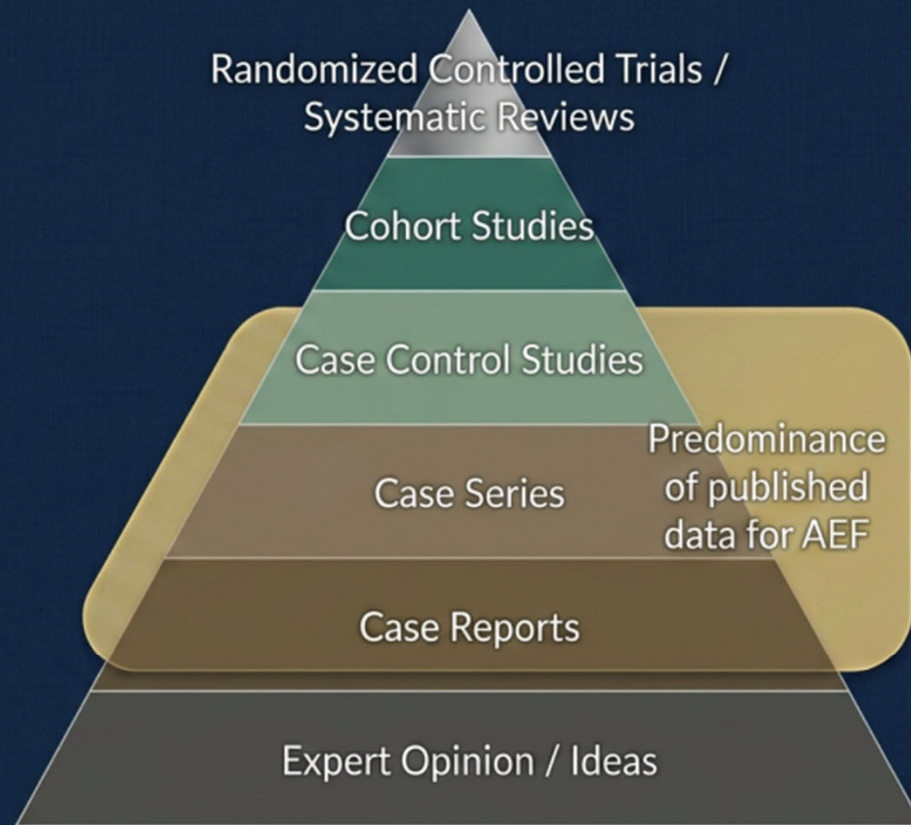 Randomized Controlled Trials /
Systematic Reviews
Cohort Studies
Case Control Studies
Predominance
of published
data for AEF
Case Series
Case Reports
Expert Opinion / Ideas